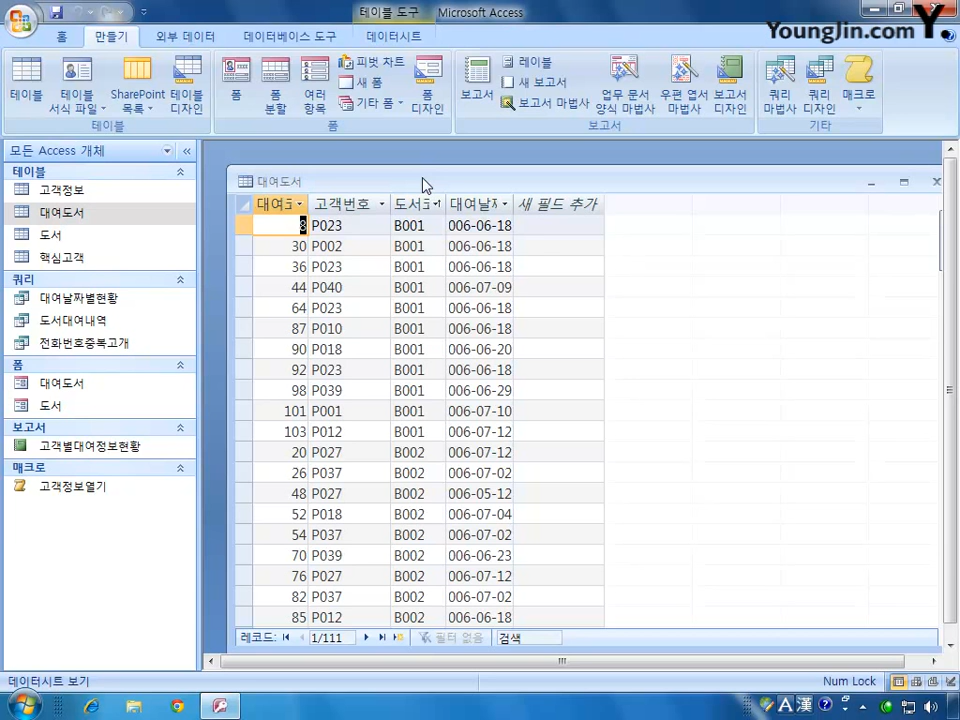 테이블 도구 Microsoft Access
YoungJin.com Y.
홈 만들기 외부 데이터 데이터베이스 도구 데이터시트
테이블 테이블 서식 파일 SharePoint 목록 테이블 디자인
폼 폼 분할 여러 항목 피벗 차트 새 폼 기타 폼 폼 디자인
보고서 레이블 새 보고서 보고서 마법사 업무 문서 양식 마법사 우편 엽서 마법사 보고서 디자인
쿼리 마법사 쿼리 디자인 매크로
테이블 폼 보고서 기타
모든 Access 개체
테이블
고객정보
대여도서
도서
핵심고객
쿼리
대여날짜별현황
도서대여내역
전화번호중복고객
폼
대여도서
도서
보고서
고객별대여정보현황
매크로
고객정보열기
대여도서
고객번호 새 필드 추가
8 P023 B001 006-06-18
30 P002 B001 006-06-18
36 P023 B001 006-06-18
44 P040 B001 006-07-09
64 P023 B001 006-06-18
87 P010 B001 006-06-18
90 P018 B001 006-06-20
92 P023 B001 006-06-18
98 P039 B001 006-06-29
101 P001 B001 006-07-10
103 P012 B001 006-07-12
20 P027 B002 006-07-12
26 P037 B002 006-07-02
48 P027 B002 006-05-12
52 P018 B002 006-07-04
54 P037 B002 006-07-02
70 P039 B002 006-06-23
76 P027 B002 006-07-12
82 P037 B002 006-07-02
85 P012 B002 006-06-18
레코드: 1/111 필터 없음 검색
데이터시트 보기 Num Lock
A 漢